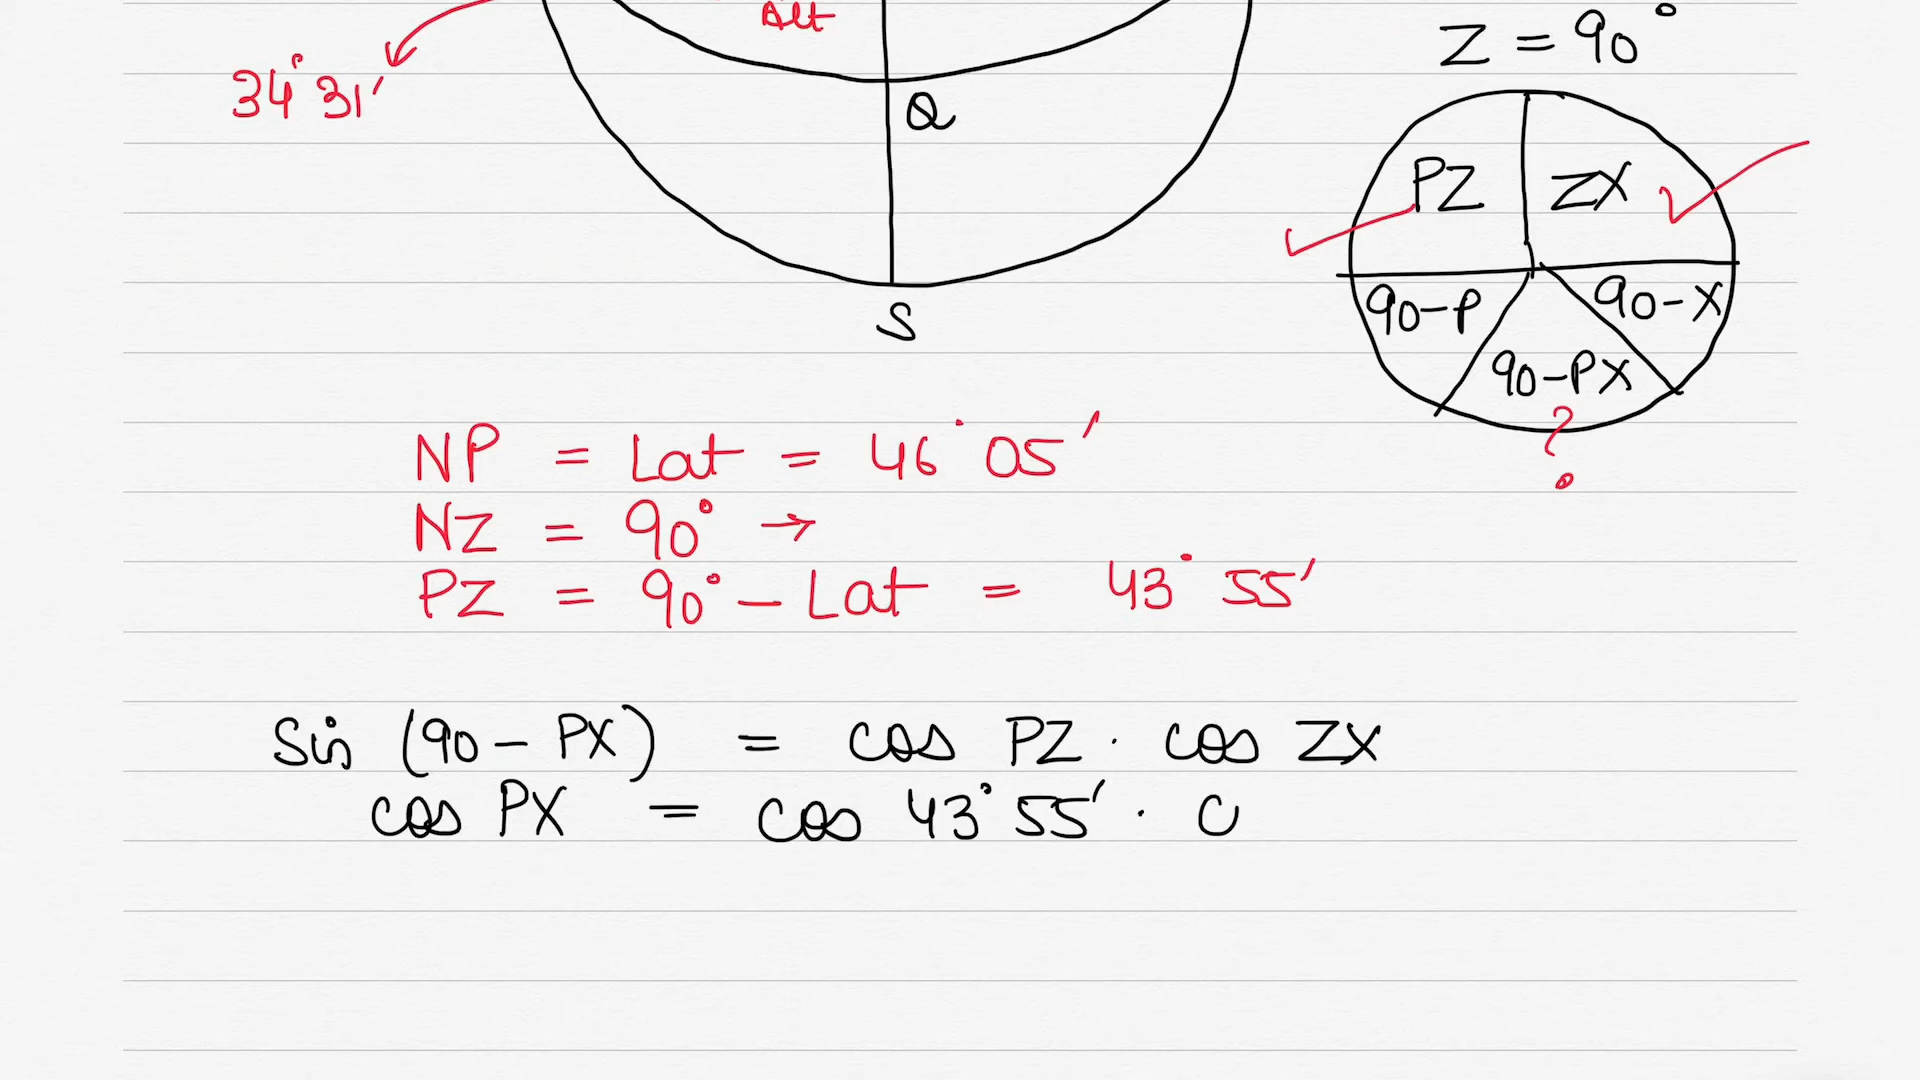 Alt
34° 31′
Q
S
Z = 90°
PZ ZX
90-P 90-X
90-PX
?
NP = Lat = 46° 05′
NZ = 90° →
PZ = 90° - Lat = 43° 55′
Sin (90 - PX) = cos PZ . cos ZX
cos PX = cos 43° 55′ . C